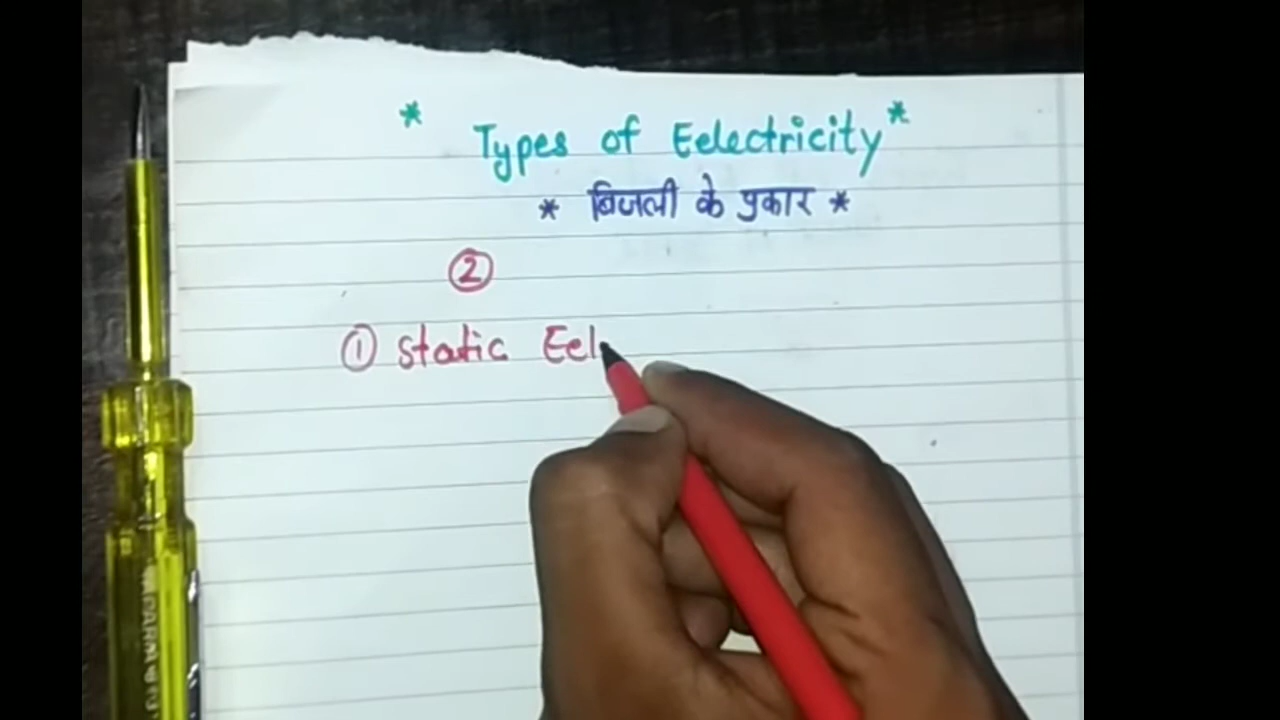 * Types of Eelectricity *
* बिजली के प्रकार *
②
① Static Eel